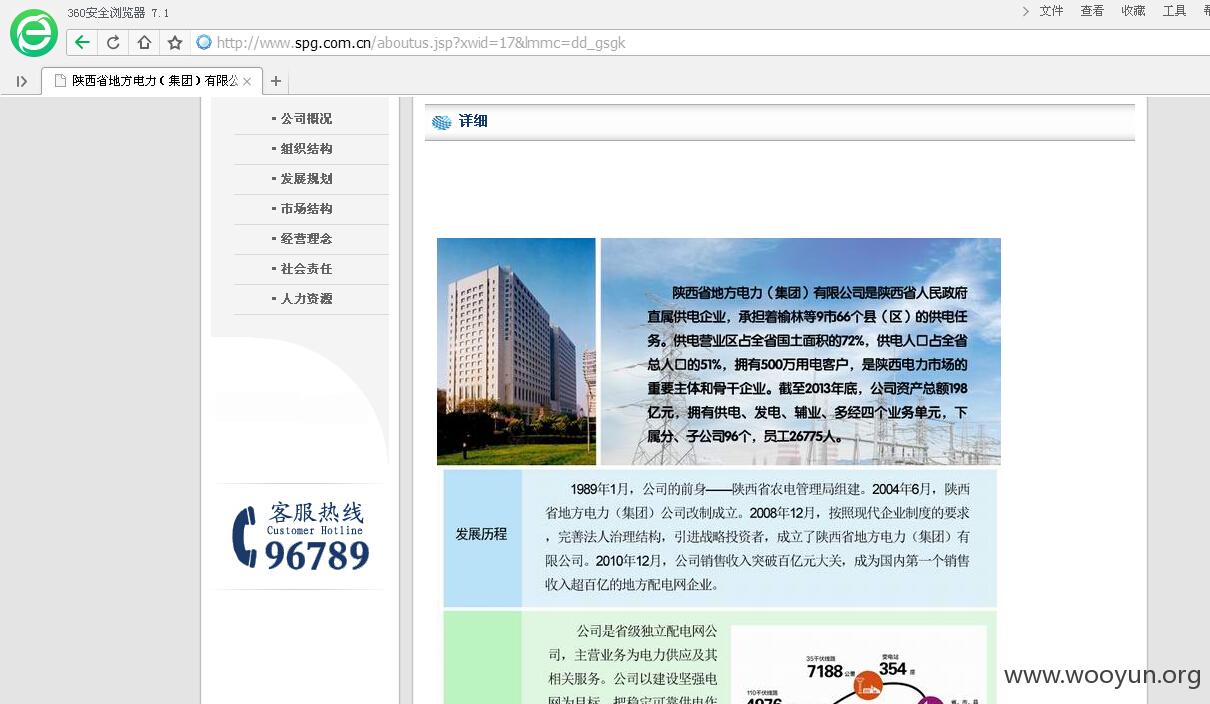 360安全浏览器 7.1
文件 查看 收藏 工具
http://www.spg.com.cn/aboutus.jsp?xwid=17&lmmc=dd_gsgk
陕西省地方电力(集团)有限公
公司概况
组织结构
发展规划
市场结构
经营理念
社会责任
人力资源
客服热线
Customer Hotline
96789
详细
陕西省地方电力(集团)有限公司是陕西省人民政府
直属供电企业,承担着榆林等9市66个县(区)的供电任
务。供电营业区占全省国土面积的72%,供电人口占全省
总人口的51%,拥有500万用电客户,是陕西电力市场的
重要主体和骨干企业。截至2013年底,公司资产总额198
亿元,拥有供电、发电、辅业、多经四个业务单元,下
属分、子公司96个,员工26775人。
发展历程
1989年1月,公司的前身——陕西省农电管理局组建。2004年6月,陕西
省地方电力(集团)公司改制成立。2008年12月,按照现代企业制度的要求
,完善法人治理结构,引进战略投资者,成立了陕西省地方电力(集团)有
限公司。2010年12月,公司销售收入突破百亿元大关,成为国内第一个销售
收入超百亿的地方配电网企业。
公司是省级独立配电网公
司,主营业务为电力供应及其
相关服务。公司以建设坚强电
网为目标,把稳定可靠供电作
35千伏线路
7188公里
变电站
354座
110千伏线路
4976
www.wooyun.org